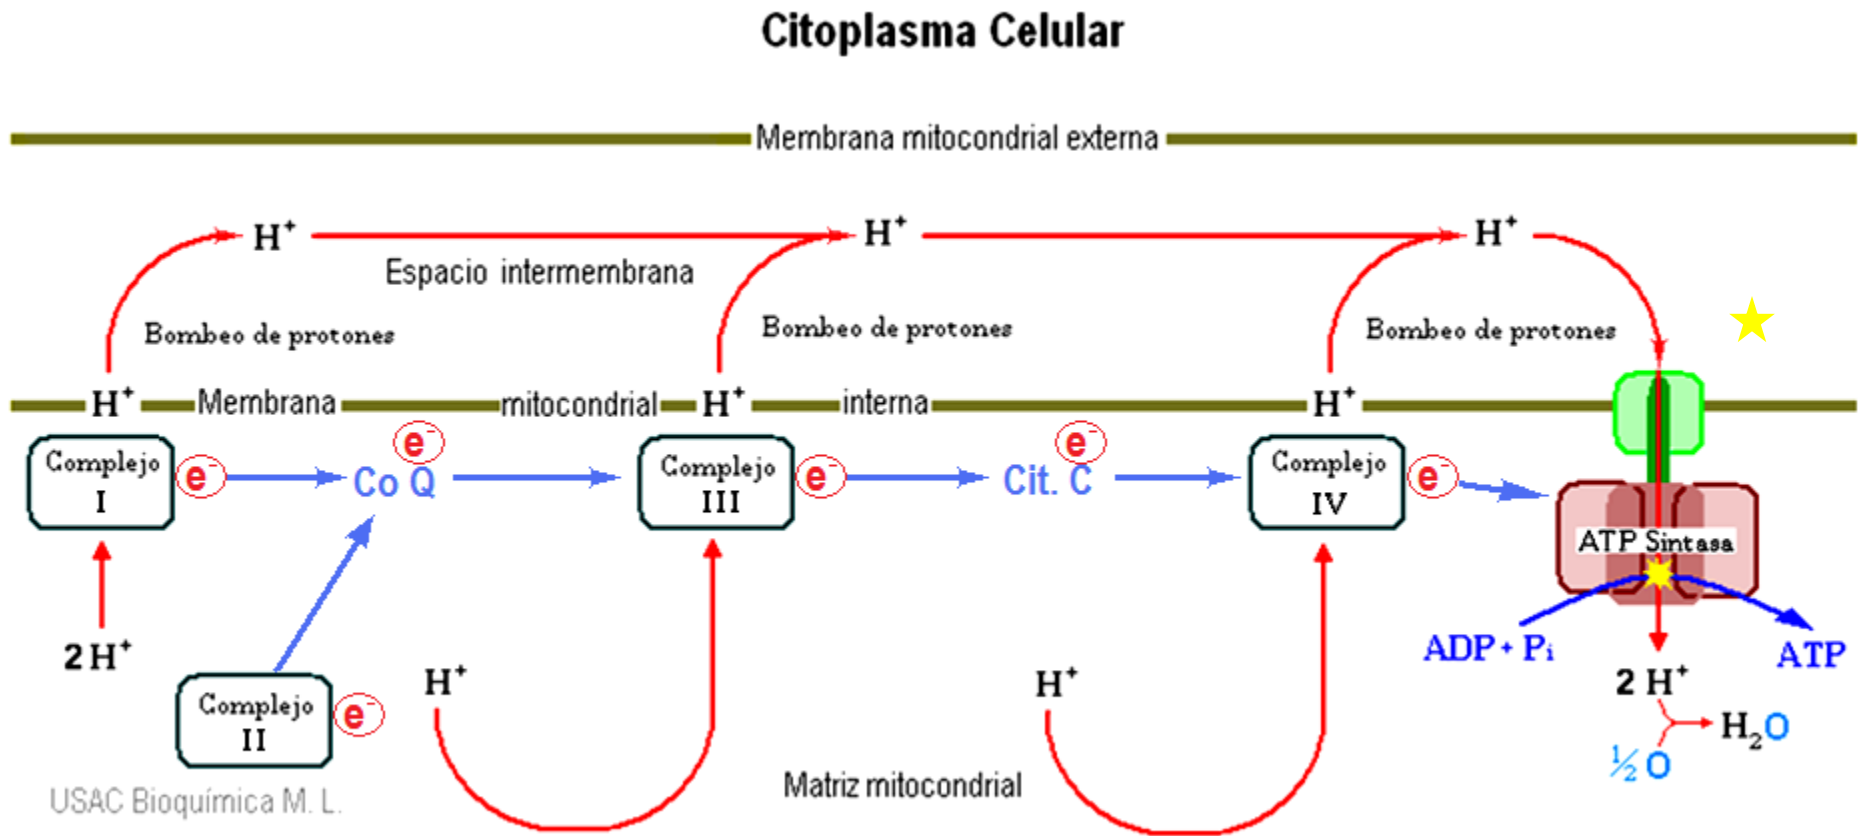 Citoplasma Celular
Membrana mitocondrial externa
H⁺ H⁺ H⁺
Espacio intermembrana
Bombeo de protones Bombeo de protones Bombeo de protones
H⁺ Membrana mitocondrial H⁺ interna H⁺
e⁻ e⁻
Complejo I e⁻ Co Q Complejo III e⁻ Cit. C Complejo IV e⁻
ATP Sintasa
2 H⁺
ADP + Pᵢ ATP
H⁺ H⁺ 2 H⁺
Complejo II e⁻
H₂O
½ O
Matriz mitocondrial
USAC Bioquímica M. L.